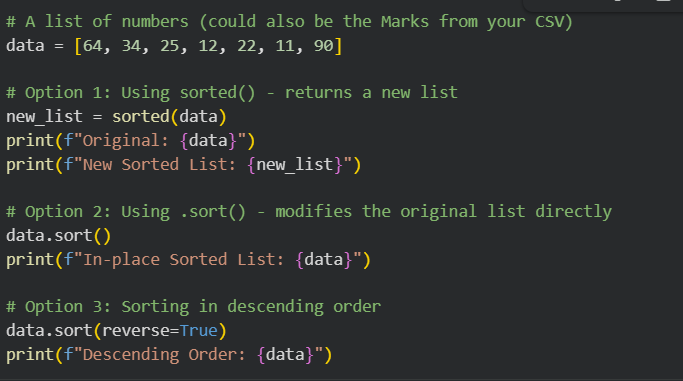 # A list of numbers (could also be the Marks from your CSV)
data = [64, 34, 25, 12, 22, 11, 90]
# Option 1: Using sorted() - returns a new list
new_list = sorted(data)
print(f"Original: {data}")
print(f"New Sorted List: {new_list}")
# Option 2: Using .sort() - modifies the original list directly
data.sort()
print(f"In-place Sorted List: {data}")
# Option 3: Sorting in descending order
data.sort(reverse=True)
print(f"Descending Order: {data}")